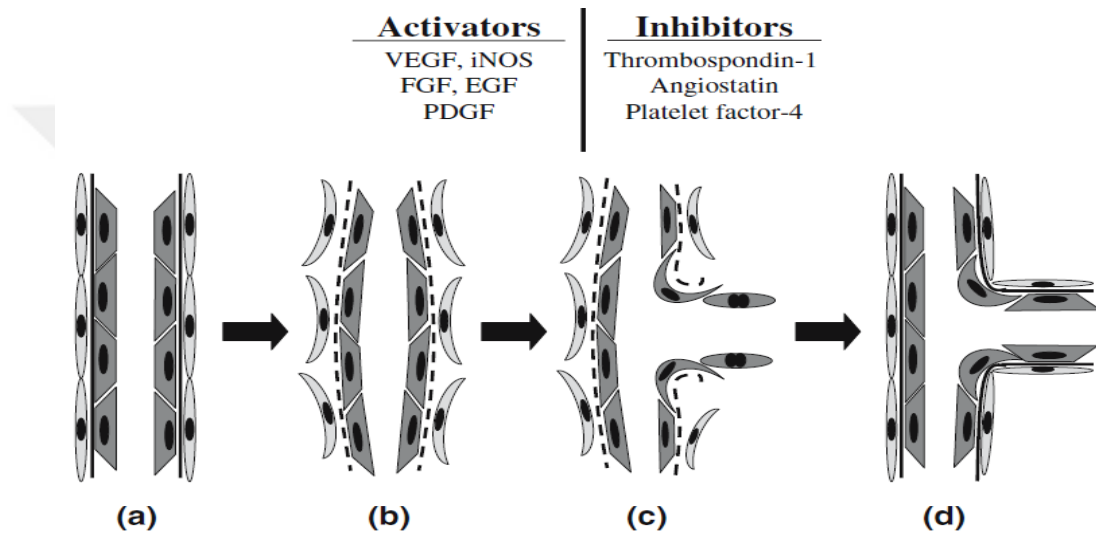 Activators
VEGF, iNOS
FGF, EGF
PDGF
Inhibitors
Thrombospondin-1
Angiostatin
Platelet factor-4
(a) (b) (c) (d)